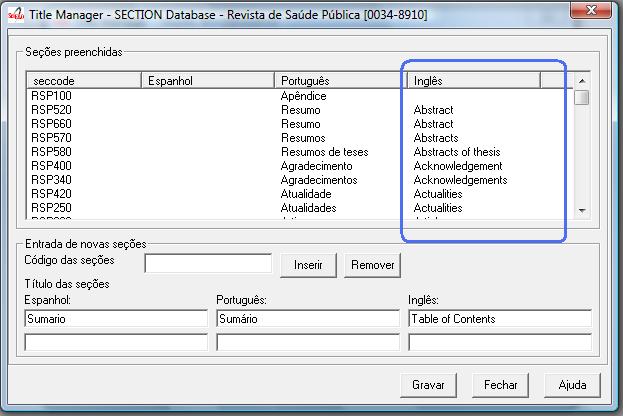 Title Manager - SECTION Database - Revista de Saúde Pública [0034-8910]
Seções preenchidas
seccode Espanhol Português Inglês
RSP100 Apêndice
RSP520 Resumo Abstract
RSP660 Resumo Abstract
RSP570 Resumos Abstracts
RSP580 Resumos de teses Abstracts of thesis
RSP400 Agradecimento Acknowledgement
RSP340 Agradecimentos Acknowledgements
RSP420 Atualidade Actualities
RSP250 Atualidades Actualities
Entrada de novas seções
Código das seções Inserir Remover
Título das seções
Espanhol: Português: Inglês:
Sumario Sumário Table of Contents
Gravar Fechar Ajuda